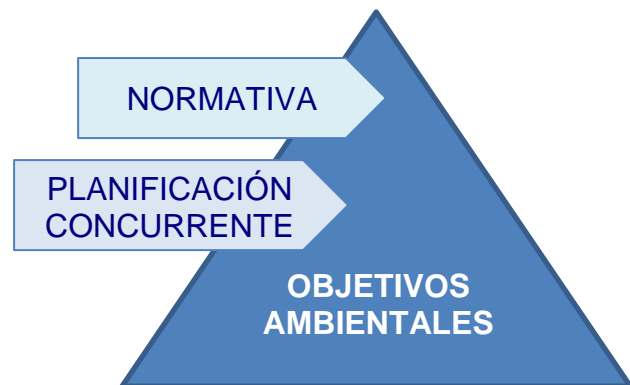 NORMATIVA
PLANIFICACIÓN
CONCURRENTE
OBJETIVOS
AMBIENTALES